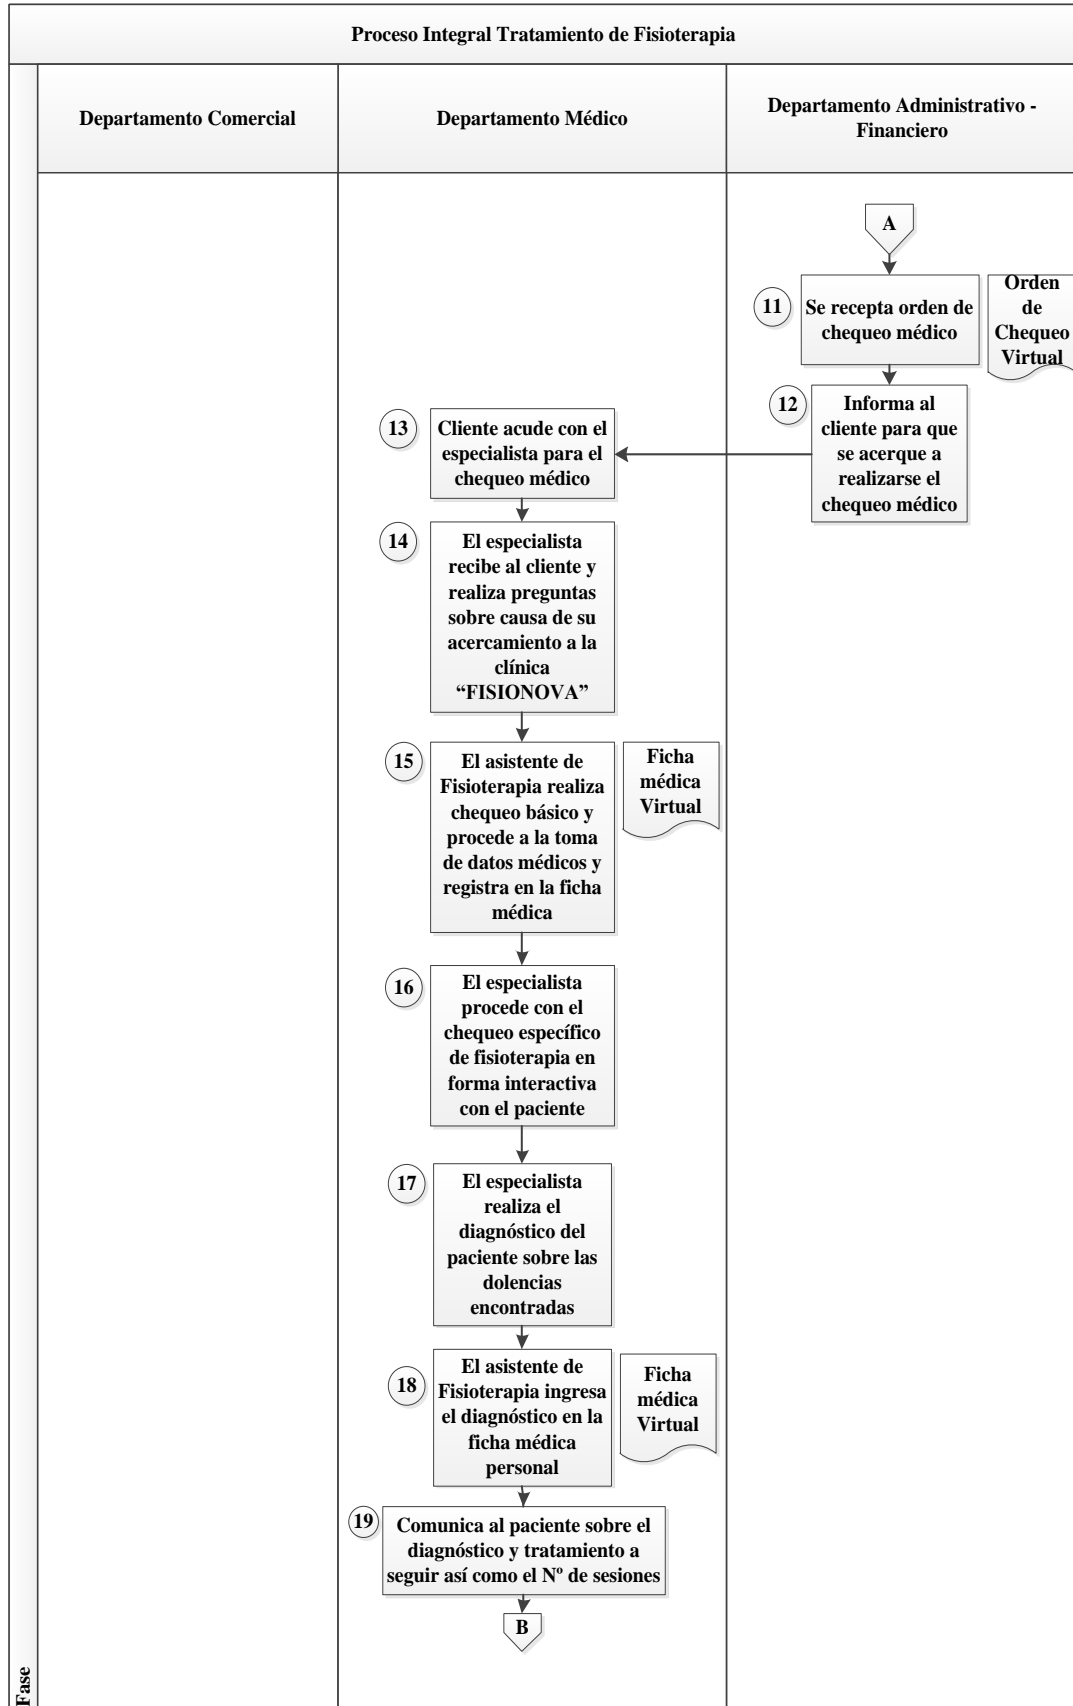 Proceso Integral Tratamiento de Fisioterapia
Departamento Comercial
Departamento Médico
Departamento Administrativo -
Financiero
A
11
Se recepta orden de
chequeo médico
Orden
de
Chequeo
Virtual
12
Informa al
cliente para que
se acerque a
realizarse el
chequeo médico
13
Cliente acude con el
especialista para el
chequeo médico
14
El especialista
recibe al cliente y
realiza preguntas
sobre causa de su
acercamiento a la
clínica
“FISIONOVA”
15
El asistente de
Fisioterapia realiza
chequeo básico y
procede a la toma
de datos médicos y
registra en la ficha
médica
Ficha
médica
Virtual
16
El especialista
procede con el
chequeo específico
de fisioterapia en
forma interactiva
con el paciente
17
El especialista
realiza el
diagnóstico del
paciente sobre las
dolencias
encontradas
18
El asistente de
Fisioterapia ingresa
el diagnóstico en la
ficha médica
personal
Ficha
médica
Virtual
19
Comunica al paciente sobre el
diagnóstico y tratamiento a
seguir así como el Nº de sesiones
B
Fase